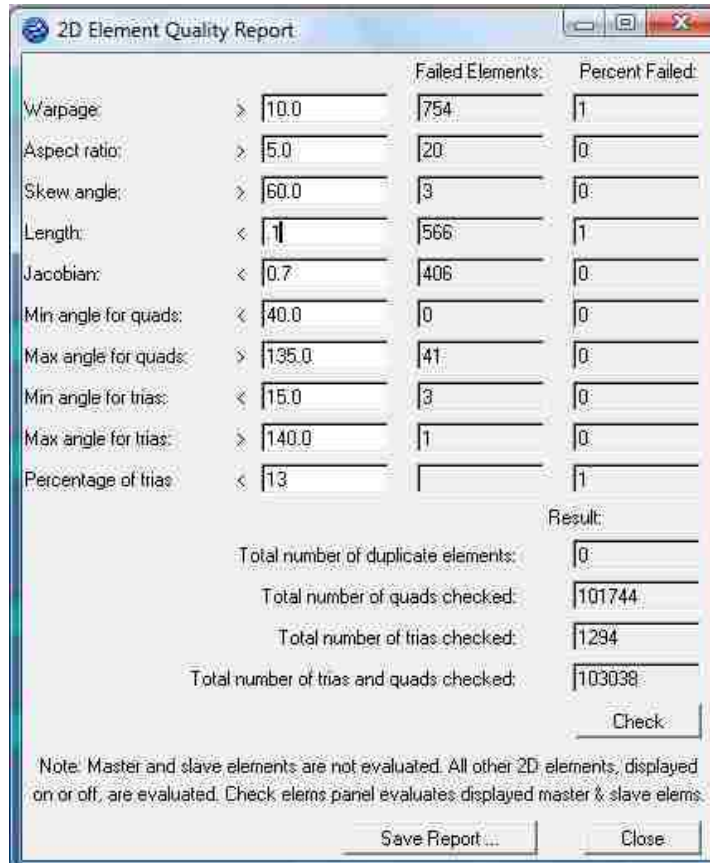 2D Element Quality Report
Failed Elements: Percent Failed:
Warpage: > 10.0 754 1
Aspect ratio: > 5.0 20 0
Skew angle: > 60.0 3 0
Length: < .1 566 1
Jacobian: < 0.7 406 0
Min angle for quads: < 40.0 0 0
Max angle for quads: > 135.0 41 0
Min angle for trias: < 15.0 3 0
Max angle for trias: > 140.0 1 0
Percentage of trias < 13 1
Result:
Total number of duplicate elements: 0
Total number of quads checked: 101744
Total number of trias checked: 1294
Total number of trias and quads checked: 103038
Check
Note: Master and slave elements are not evaluated. All other 2D elements, displayed
on or off, are evaluated. Check elems panel evaluates displayed master & slave elems.
Save Report ... Close